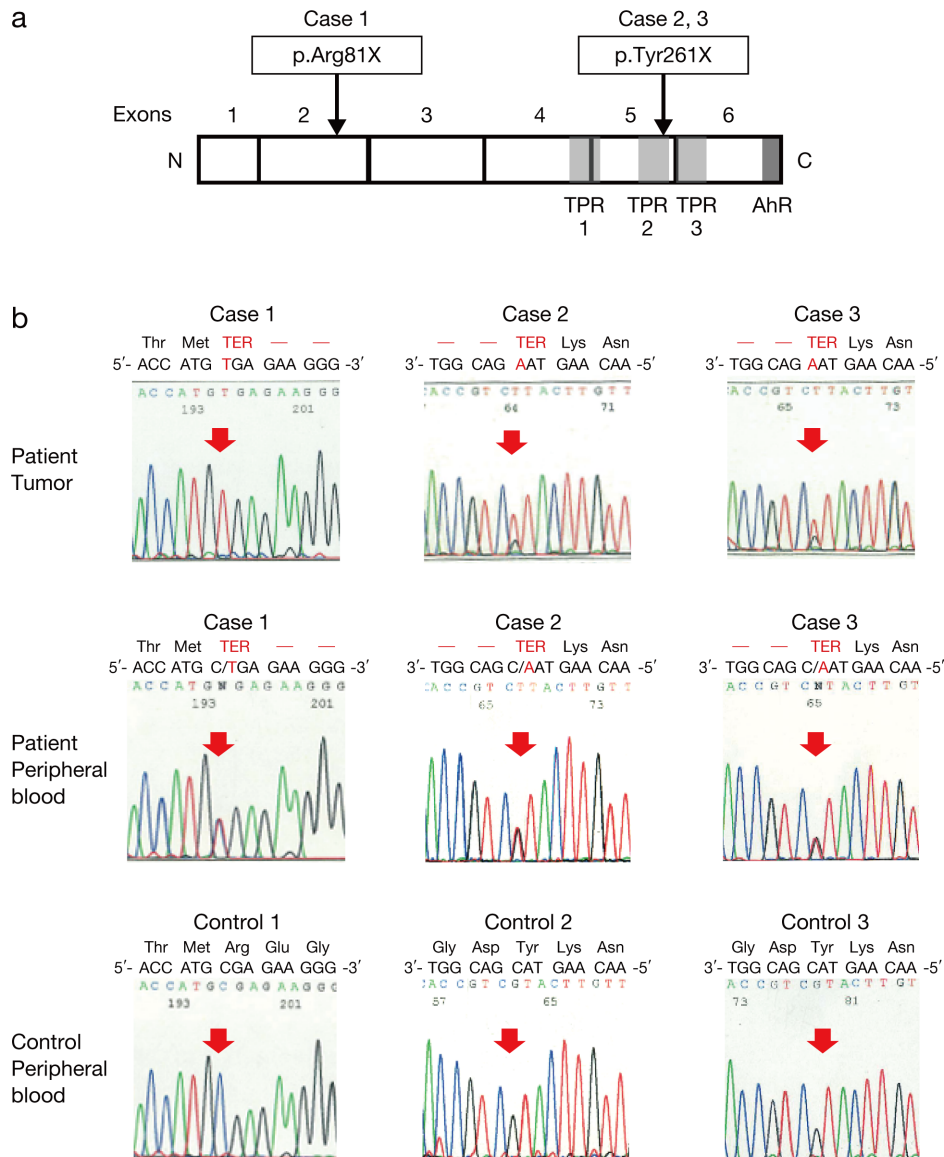 a
Case 1
Case 2, 3
p.Arg81X
p.Tyr261X
Exons 1 2 3 4 5 6
N C
TPR 1
TPR 2
TPR 3
AhR
b
Case 1
Case 2
Case 3
Thr Met TER — —
— — TER Lys Asn
— — TER Lys Asn
5′- ACC ATG TGA GAA GGG -3′
3′- TGG CAG AAT GAA CAA -5′
3′- TGG CAG AAT GAA CAA -5′
A C C A T G T G A G A A G G G
A C C G T C T T A C T T G T T
A C C G T C T T A C T T G T
193 201
64 71
65 73
Patient
Tumor
Case 1
Case 2
Case 3
Thr Met TER — —
— — TER Lys Asn
— — TER Lys Asn
5′- ACC ATG C/TGA GAA GGG -3′
3′- TGG CAG C/AAT GAA CAA -5′
3′- TGG CAG C/AAT GAA CAA -5′
A C C A T G N G A G A A G G G
A C C G T C T T A C T T G T T
A C C G T C N T A C T T G T
193 201
65 73
65
Patient
Peripheral
blood
Control 1
Control 2
Control 3
Thr Met Arg Glu Gly
Gly Asp Tyr Lys Asn
Gly Asp Tyr Lys Asn
5′- ACC ATG CGA GAA GGG -3′
3′- TGG CAG CAT GAA CAA -5′
3′- TGG CAG CAT GAA CAA -5′
A C C A T G C G A G A A G G G
A C C G T C G T A C T T G T T
A C C G T C G T A C T T G T
193 201
57 65
73 81
Control
Peripheral
blood